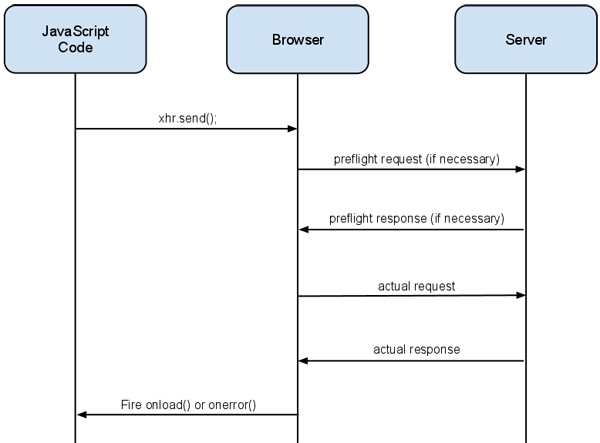 JavaScript
Code
Browser
Server
xhr.send();
preflight request (if necessary)
preflight response (if necessary)
actual request
actual response
Fire onload() or onerror()